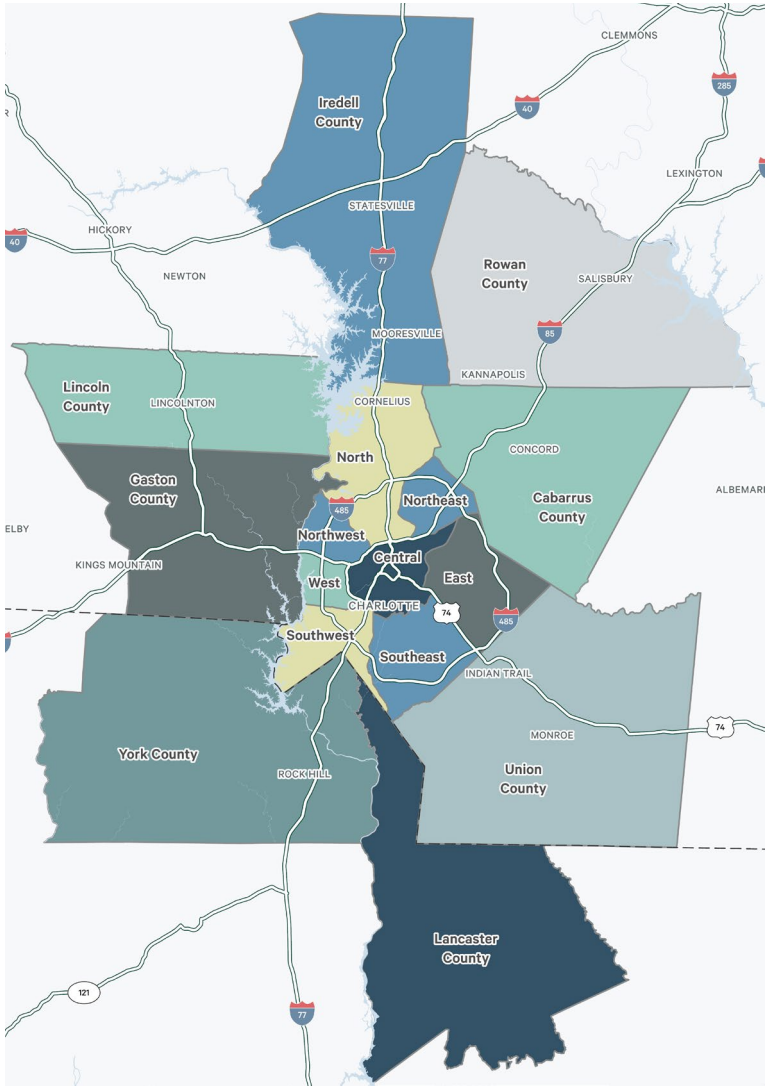 CLEMMONS
285
Iredell
County
40
LEXINGTON
STATESVILLE
HICKORY
40
77
Rowan
County
NEWTON
SALISBURY
85
MOORESVILLE
KANNAPOLIS
Lincoln
County
LINCOLNTON
CORNELIUS
CONCORD
North
Gaston
County
Northeast
Cabarrus
County
ALBEMARL
485
ELBY
Northwest
Central
KINGS MOUNTAIN
West
East
CHARLOTTE
74
485
Southwest
Southeast
INDIAN TRAIL
74
MONROE
York County
ROCK HILL
Union
County
Lancaster
County
121
77